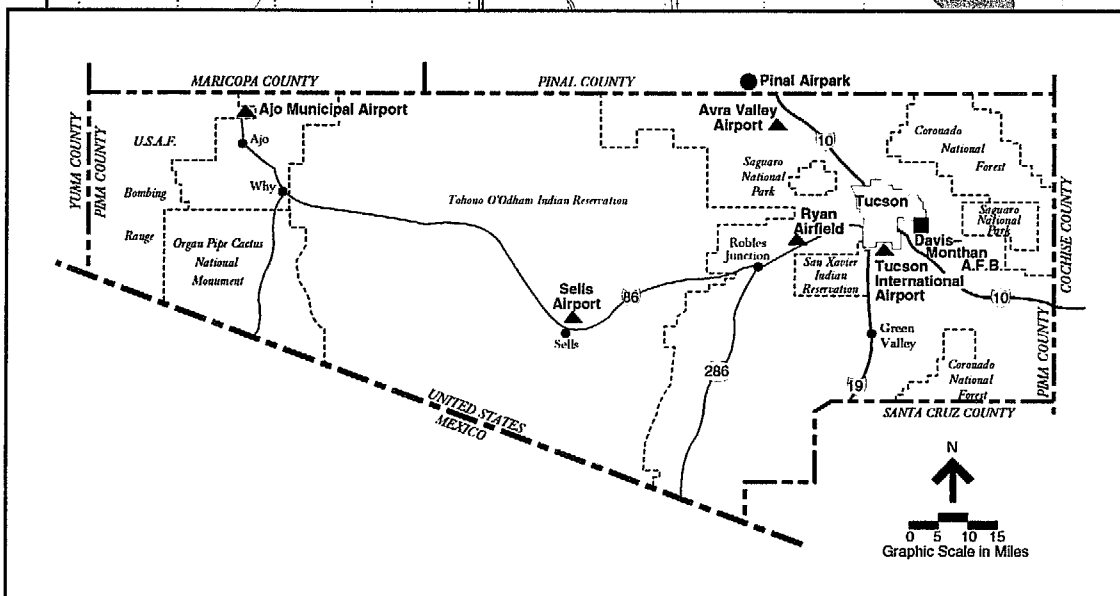 MARICOPA COUNTY
PINAL COUNTY
Pinal Airpark
YUMA COUNTY
PIMA COUNTY
Ajo Municipal Airport
U.S.A.F.
Ajo
Bombing
Why
Range
Organ Pipe Cactus
National
Monument
Tohono O'Odham Indian Reservation
Avra Valley
Airport
10
Coronado
National
Forest
Saguaro
National
Park
Tucson
Saguaro
National
Park
Ryan
Airfield
Robles
Junction
Davis–
Monthan
A.F.B.
San Xavier
Indian
Reservation
Tucson
International
Airport
10
COCHISE COUNTY
PIMA COUNTY
Sells
Airport
86
Sells
Green
Valley
286
19
Coronado
National
Forest
SANTA CRUZ COUNTY
UNITED STATES
MEXICO
N
0 5 10 15
Graphic Scale in Miles